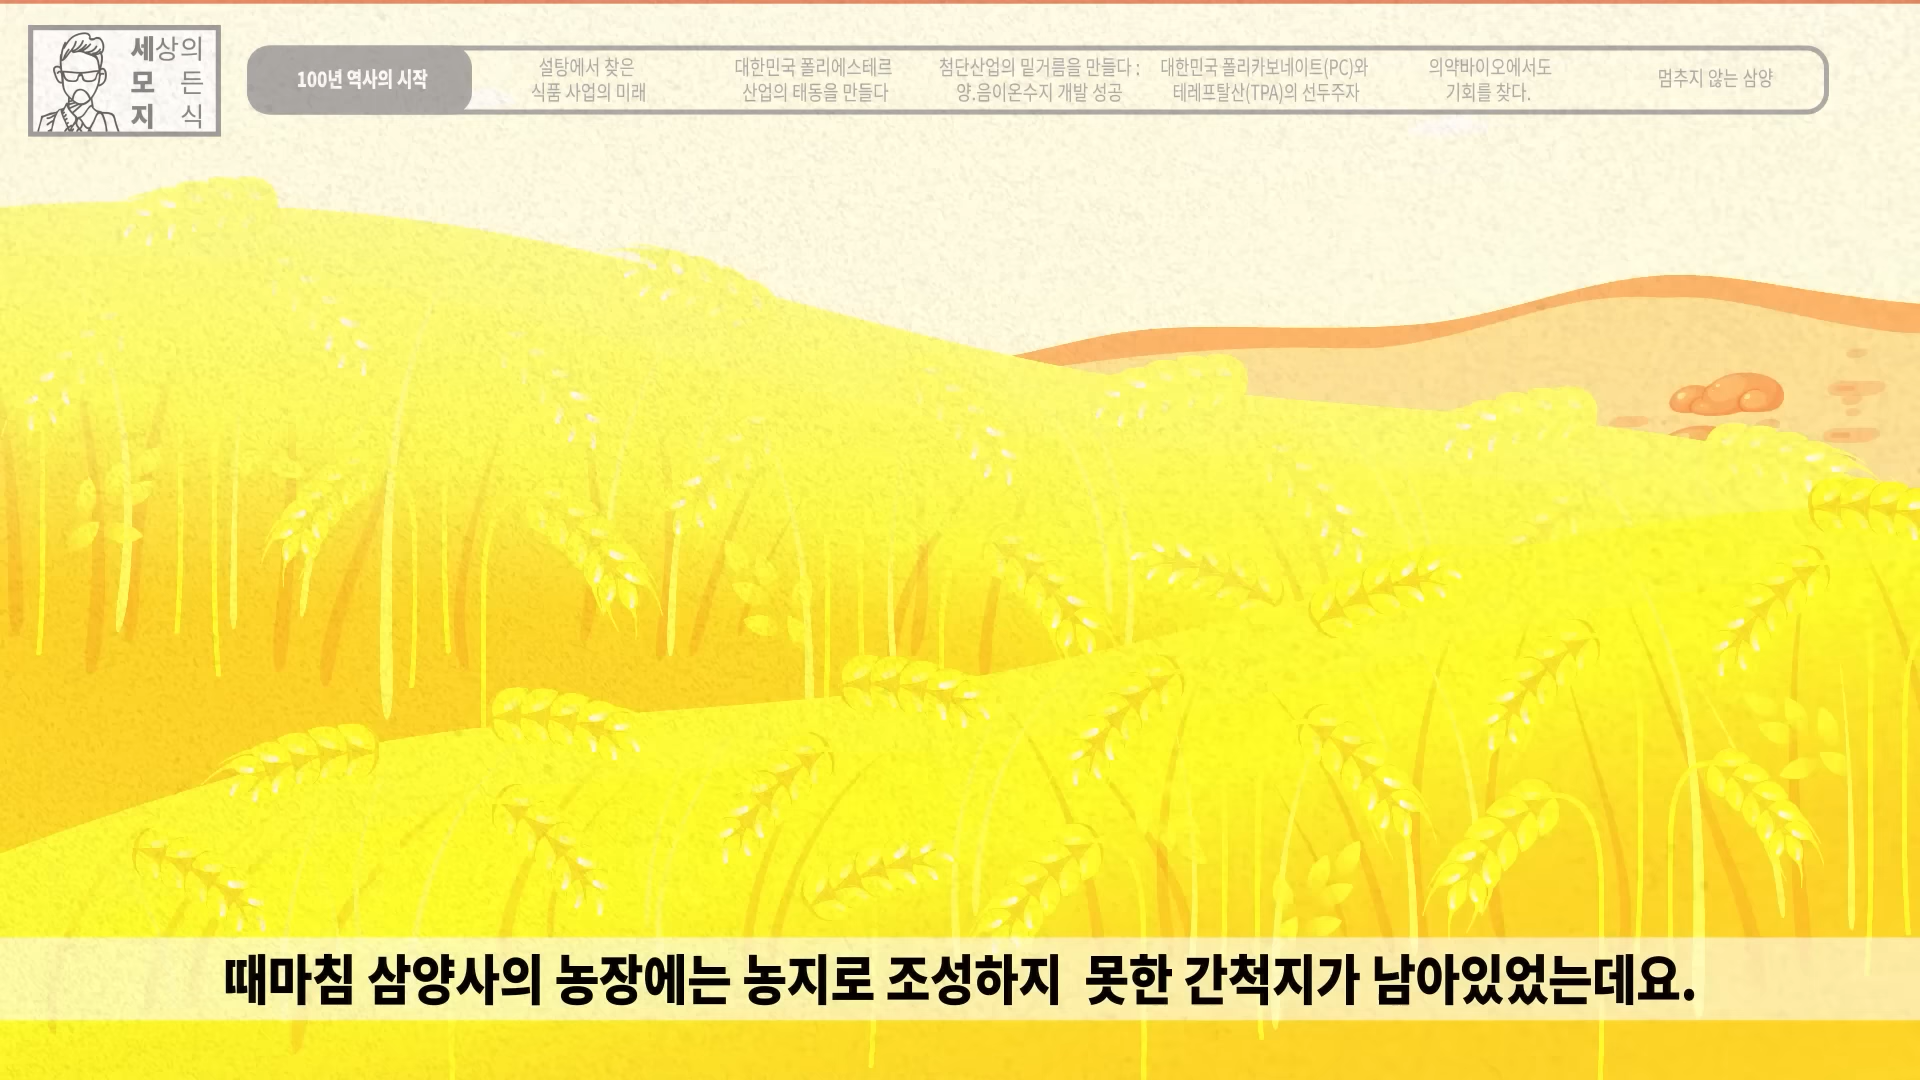 세상의
모든
지식
100년 역사의 시작
설탕에서 찾은
식품 사업의 미래
대한민국 폴리에스테르
산업의 태동을 만들다
첨단산업의 밑거름을 만들다 :
양.음이온수지 개발 성공
대한민국 폴리카보네이트(PC)와
테레프탈산(TPA)의 선두주자
의약바이오에서도
기회를 찾다.
멈추지 않는 삼양
때마침 삼양사의 농장에는 농지로 조성하지 못한 간척지가 남아있었는데요.